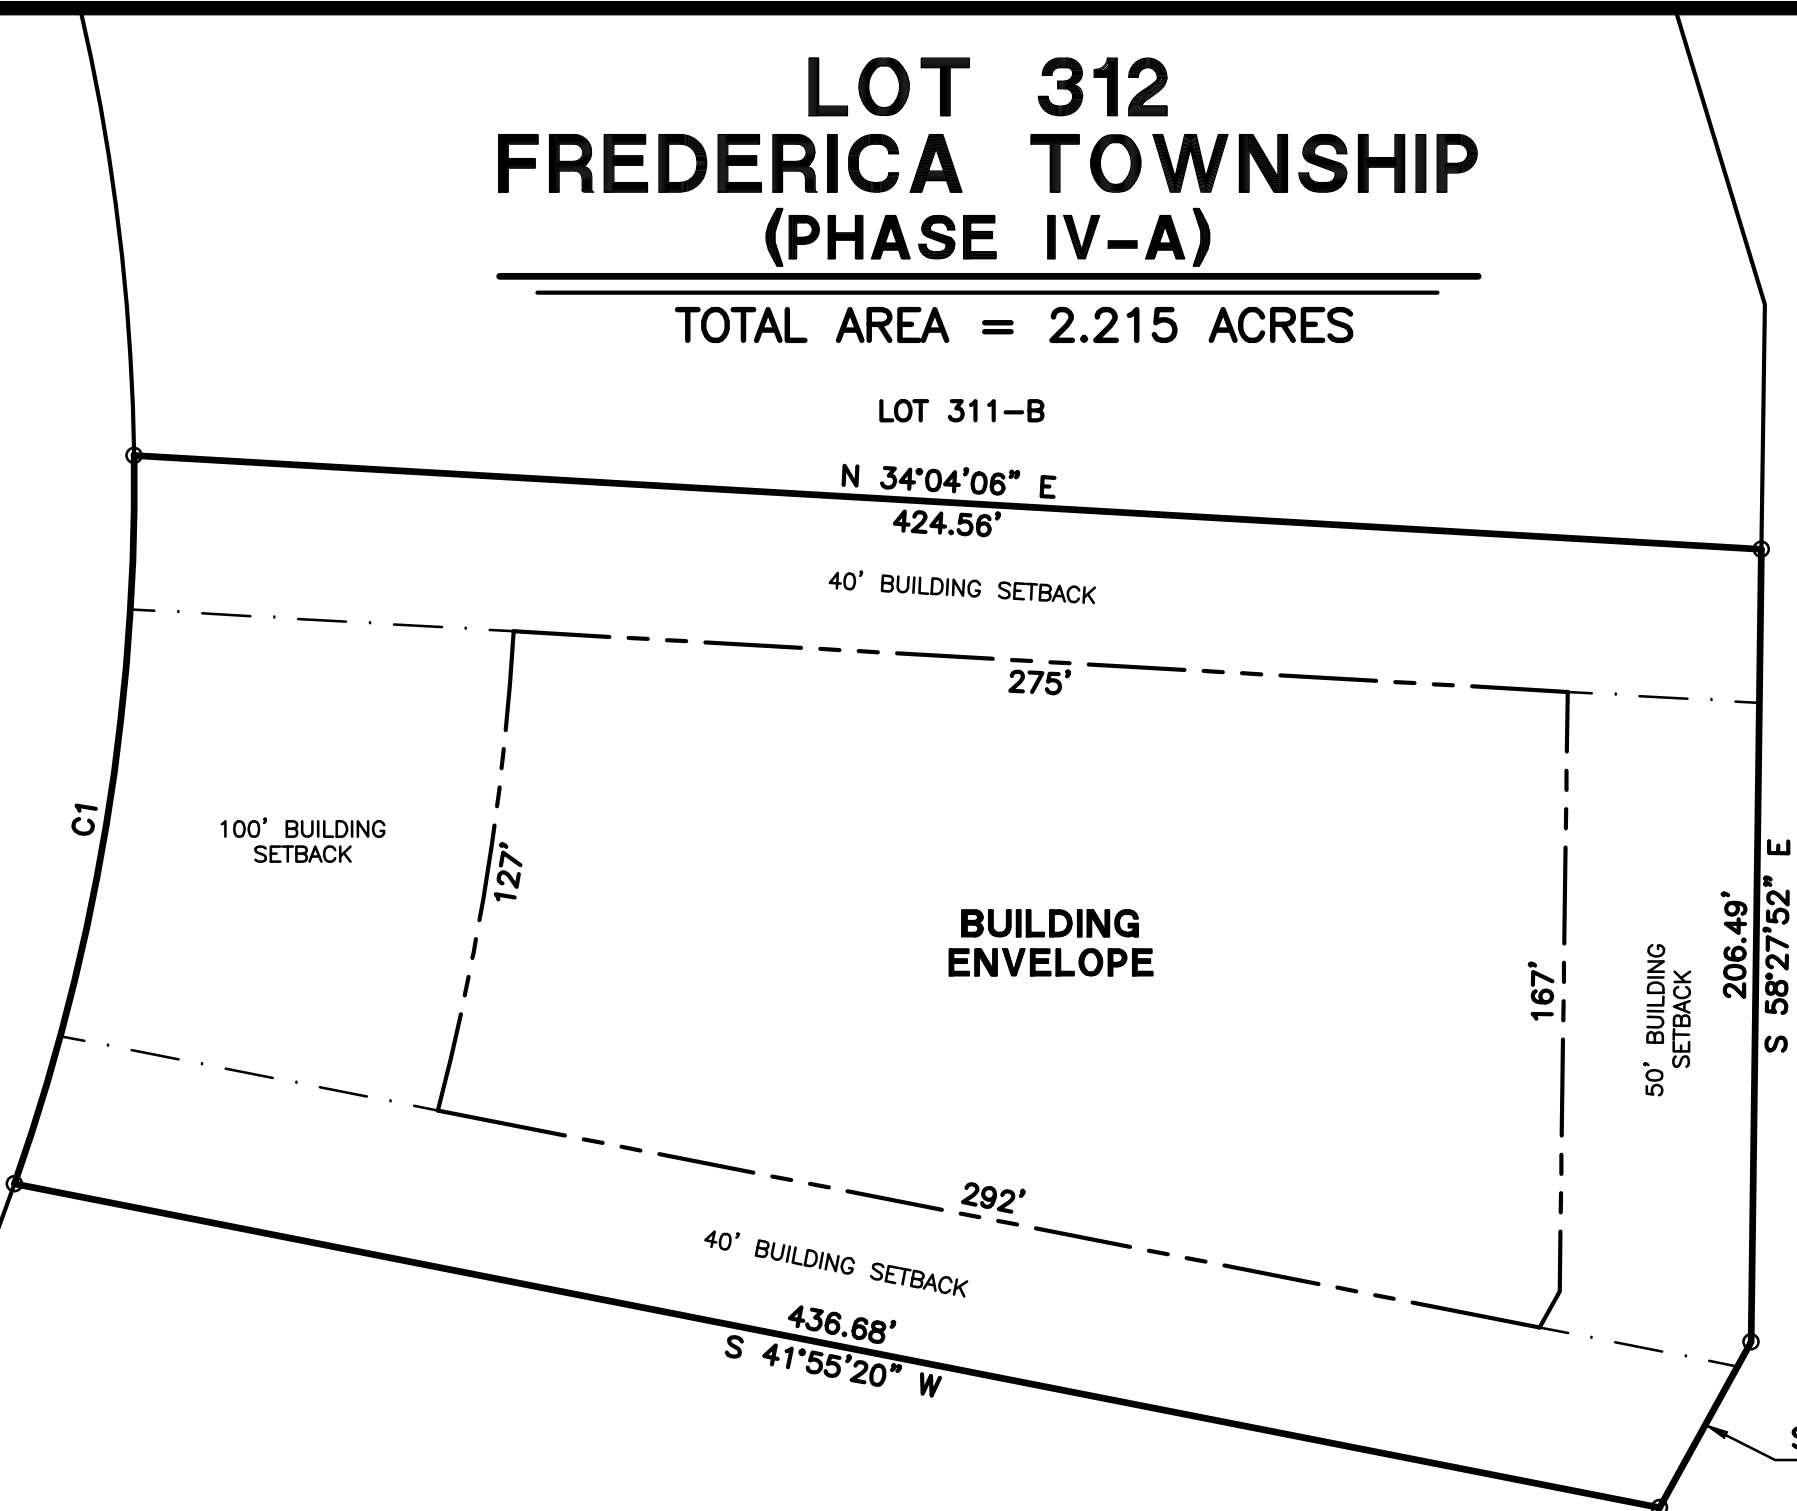 LOT 312
FREDERICA TOWNSHIP
(PHASE IV-A)
TOTAL AREA = 2.215 ACRES
LOT 311-B
N 34°04'06" E
424.56'
40' BUILDING SETBACK
275'
C1
100' BUILDING
SETBACK
127'
BUILDING
ENVELOPE
167'
50' BUILDING
SETBACK
206.49'
S 58°27'52" E
292'
40' BUILDING SETBACK
436.68'
S 41°55'20" W